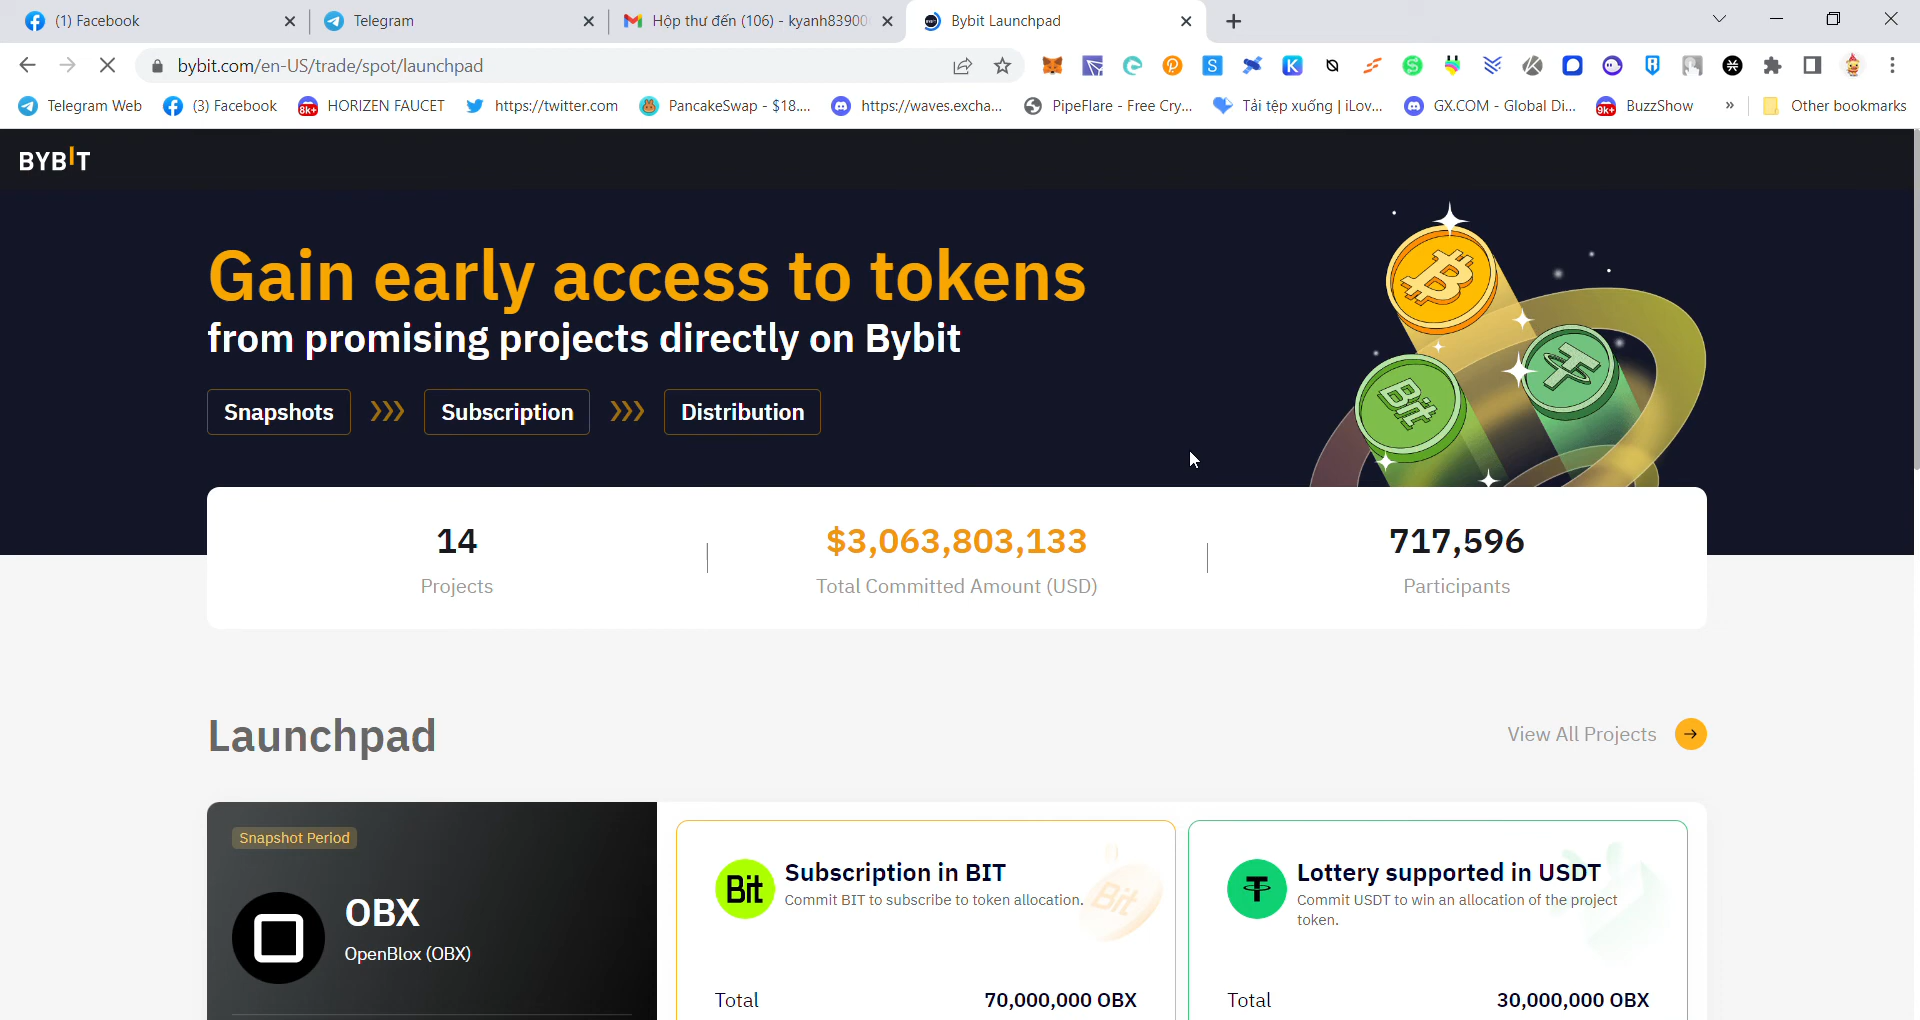 (1) Facebook
Telegram
Hộp thư đến (106) - kyanh83900
Bybit Launchpad
bybit.com/en-US/trade/spot/launchpad
Telegram Web
(3) Facebook
8k+
HORIZEN FAUCET
https://twitter.com
PancakeSwap - $18....
https://waves.excha...
PipeFlare - Free Cry...
Tải tệp xuống | iLov...
GX.COM - Global Di...
9k+
BuzzShow
»
Other bookmarks
BYBIT
Gain early access to tokens
from promising projects directly on Bybit
Snapshots
Subscription
Distribution
Bit
14
$3,063,803,133
717,596
Projects
Total Committed Amount (USD)
Participants
Launchpad
View All Projects
Snapshot Period
OBX
OpenBlox (OBX)
Bit
Subscription in BIT
Commit BIT to subscribe to token allocation.
Bit
Total
70,000,000 OBX
Lottery supported in USDT
Commit USDT to win an allocation of the project
token.
Total
30,000,000 OBX